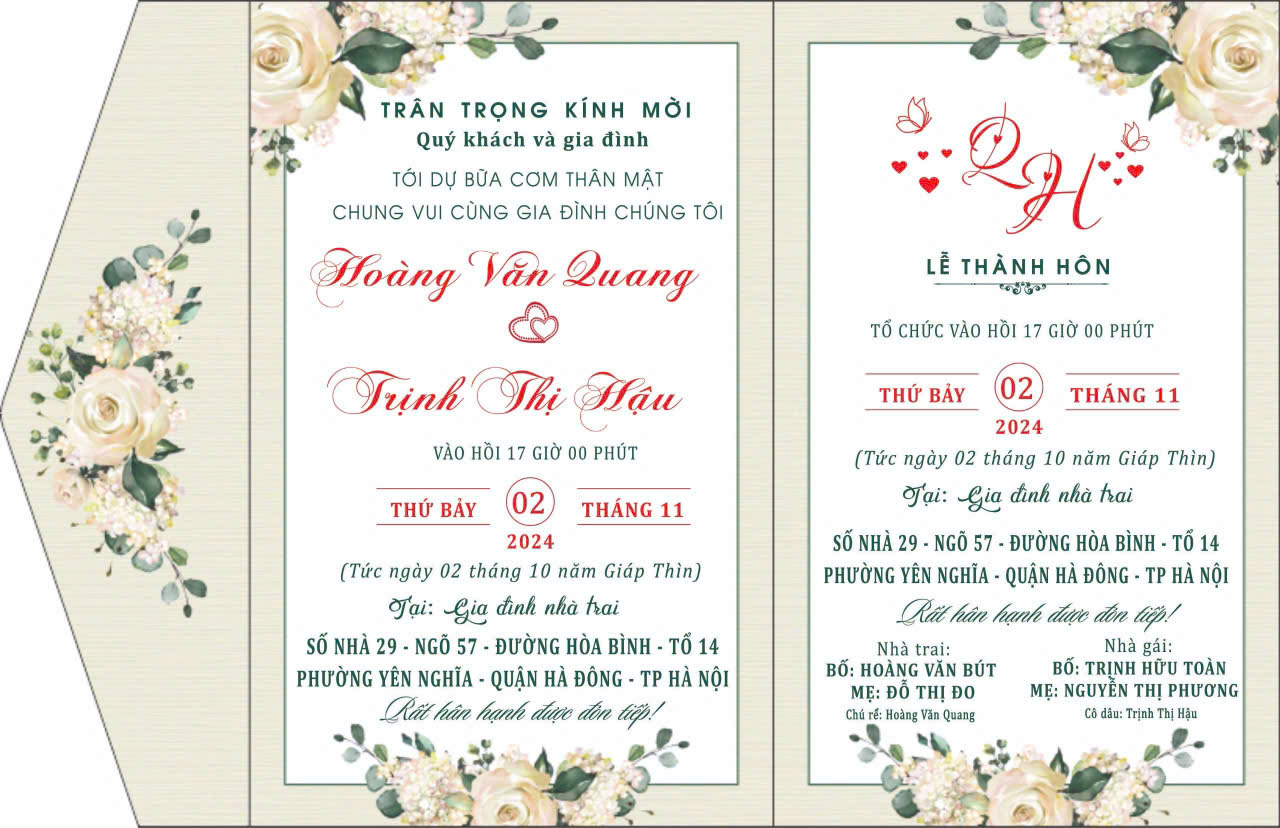 TRÂN TRỌNG KÍNH MỜI
Quý khách và gia đình
TỚI DỰ BỮA CƠM THÂN MẬT
CHUNG VUI CÙNG GIA ĐÌNH CHÚNG TÔI
Hoàng Văn Quang
Trịnh Thị Hậu
VÀO HỒI 17 GIỜ 00 PHÚT
THỨ BẢY 02 THÁNG 11
2024
(Tức ngày 02 tháng 10 năm Giáp Thìn)
Tại: Gia đình nhà trai
SỐ NHÀ 29 - NGÕ 57 - ĐƯỜNG HÒA BÌNH - TỔ 14
PHƯỜNG YÊN NGHĨA - QUẬN HÀ ĐÔNG - TP HÀ NỘI
Rất hân hạnh được đón tiếp!
Q H
LỄ THÀNH HÔN
TỔ CHỨC VÀO HỒI 17 GIỜ 00 PHÚT
THỨ BẢY 02 THÁNG 11
2024
(Tức ngày 02 tháng 10 năm Giáp Thìn)
Tại: Gia đình nhà trai
SỐ NHÀ 29 - NGÕ 57 - ĐƯỜNG HÒA BÌNH - TỔ 14
PHƯỜNG YÊN NGHĨA - QUẬN HÀ ĐÔNG - TP HÀ NỘI
Rất hân hạnh được đón tiếp!
Nhà trai:
BỐ: HOÀNG VĂN BÚT
MẸ: ĐỖ THỊ ĐO
Chú rể: Hoàng Văn Quang
Nhà gái:
BỐ: TRỊNH HỮU TOÀN
MẸ: NGUYỄN THỊ PHƯƠNG
Cô dâu: Trịnh Thị Hậu